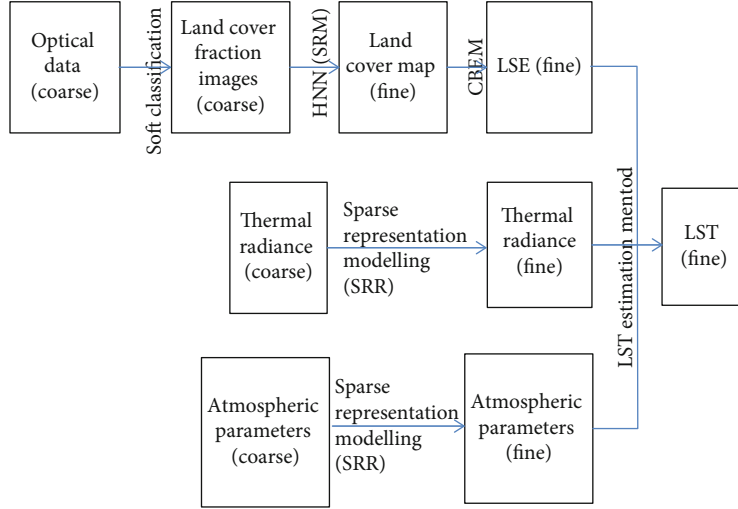 Optical
data
(coarse)
Soft classification
Land cover
fraction
images
(coarse)
HNN (SRM)
Land
cover map
(fine)
CBEM
LSE (fine)
Thermal
radiance
(coarse)
Sparse
representation
modelling
(SRR)
Thermal
radiance
(fine)
LST estimation mentod
LST
(fine)
Atmospheric
parameters
(coarse)
Sparse
representation
modelling
(SRR)
Atmospheric
parameters
(fine)